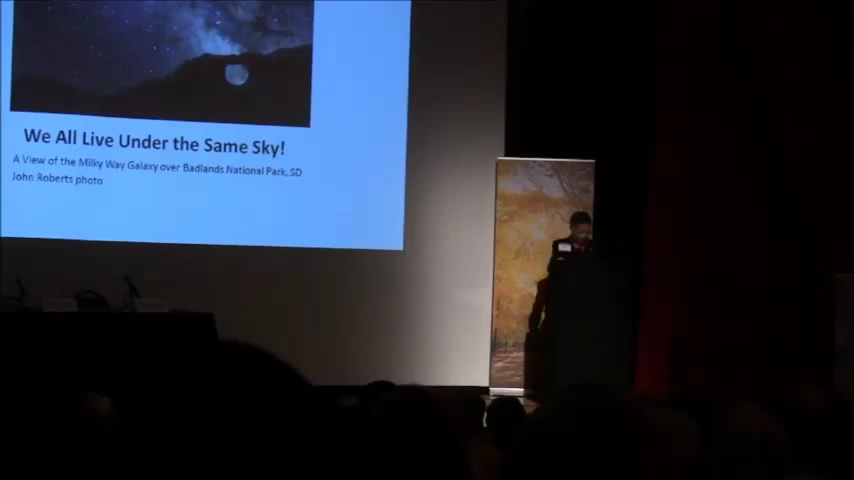 We All Live Under the Same Sky!
A View of the Milky Way Galaxy over Badlands National Park, SD
John Roberts photo